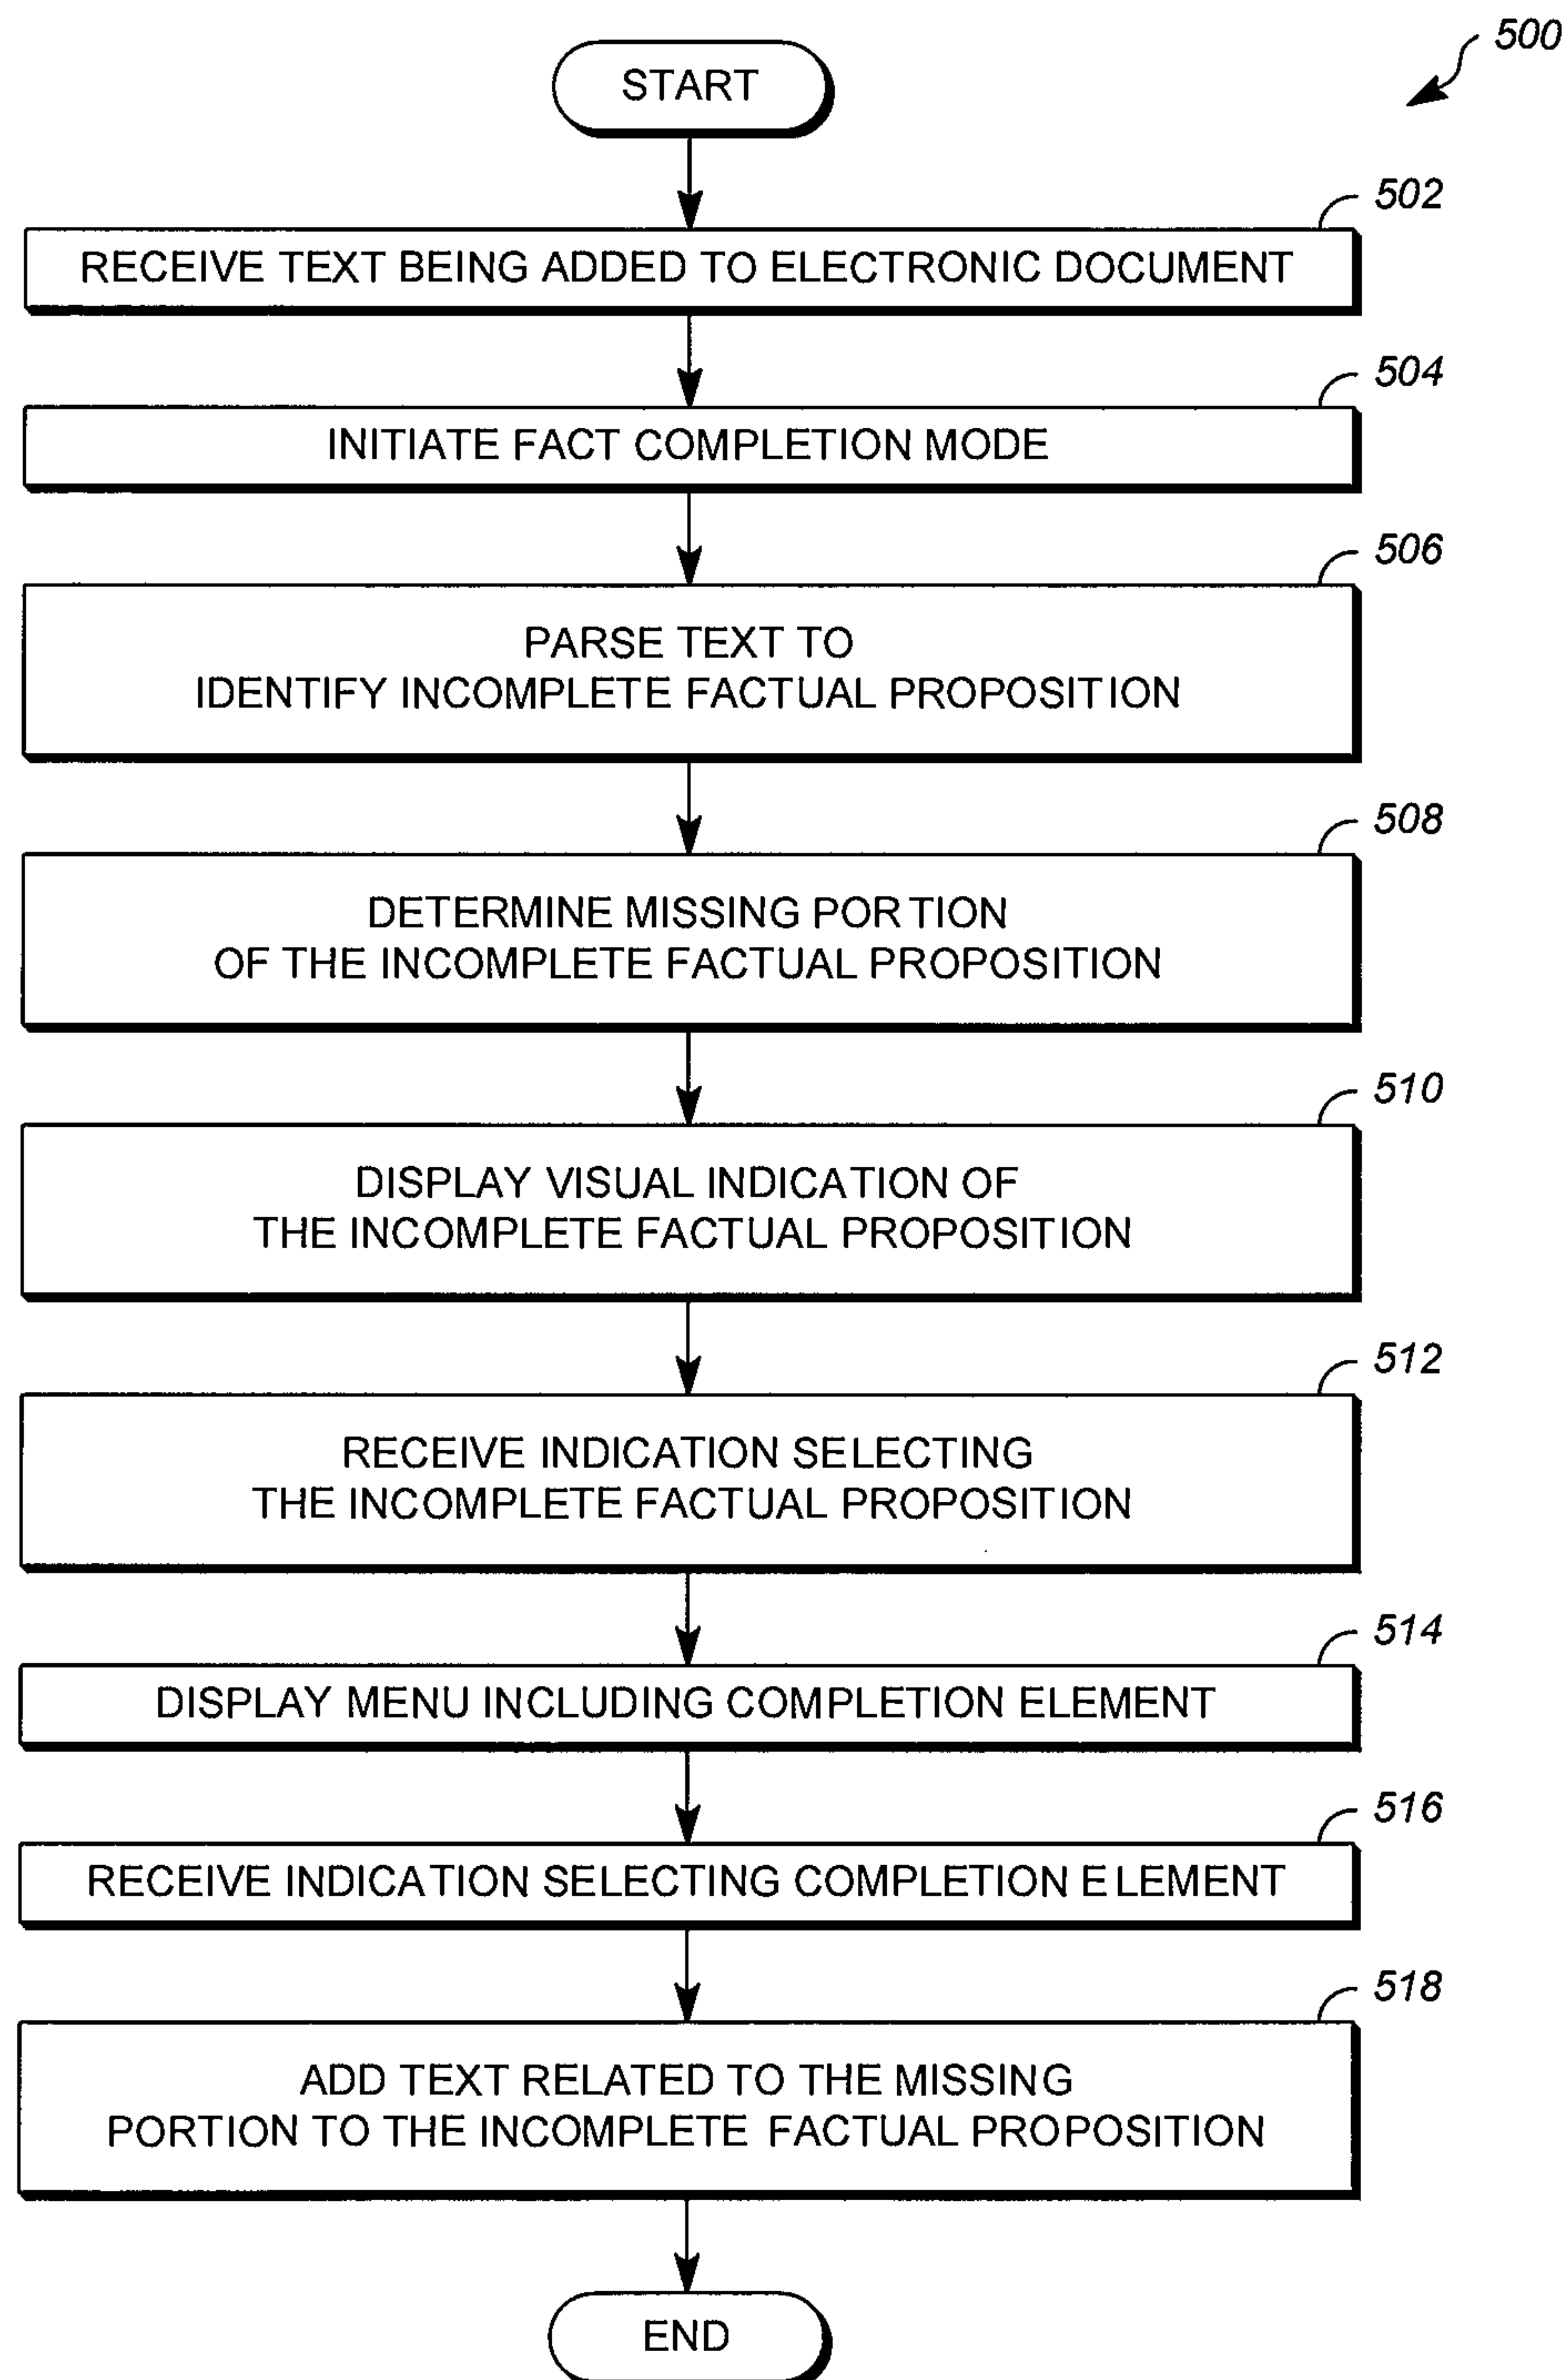 500
START
502
RECEIVE TEXT BEING ADDED TO ELECTRONIC DOCUMENT
504
INITIATE FACT COMPLETION MODE
506
PARSE TEXT TO
IDENTIFY INCOMPLETE FACTUAL PROPOSITION
508
DETERMINE MISSING PORTION
OF THE INCOMPLETE FACTUAL PROPOSITION
510
DISPLAY VISUAL INDICATION OF
THE INCOMPLETE FACTUAL PROPOSITION
512
RECEIVE INDICATION SELECTING
THE INCOMPLETE FACTUAL PROPOSITION
514
DISPLAY MENU INCLUDING COMPLETION ELEMENT
516
RECEIVE INDICATION SELECTING COMPLETION ELEMENT
518
ADD TEXT RELATED TO THE MISSING
PORTION TO THE INCOMPLETE FACTUAL PROPOSITION
END